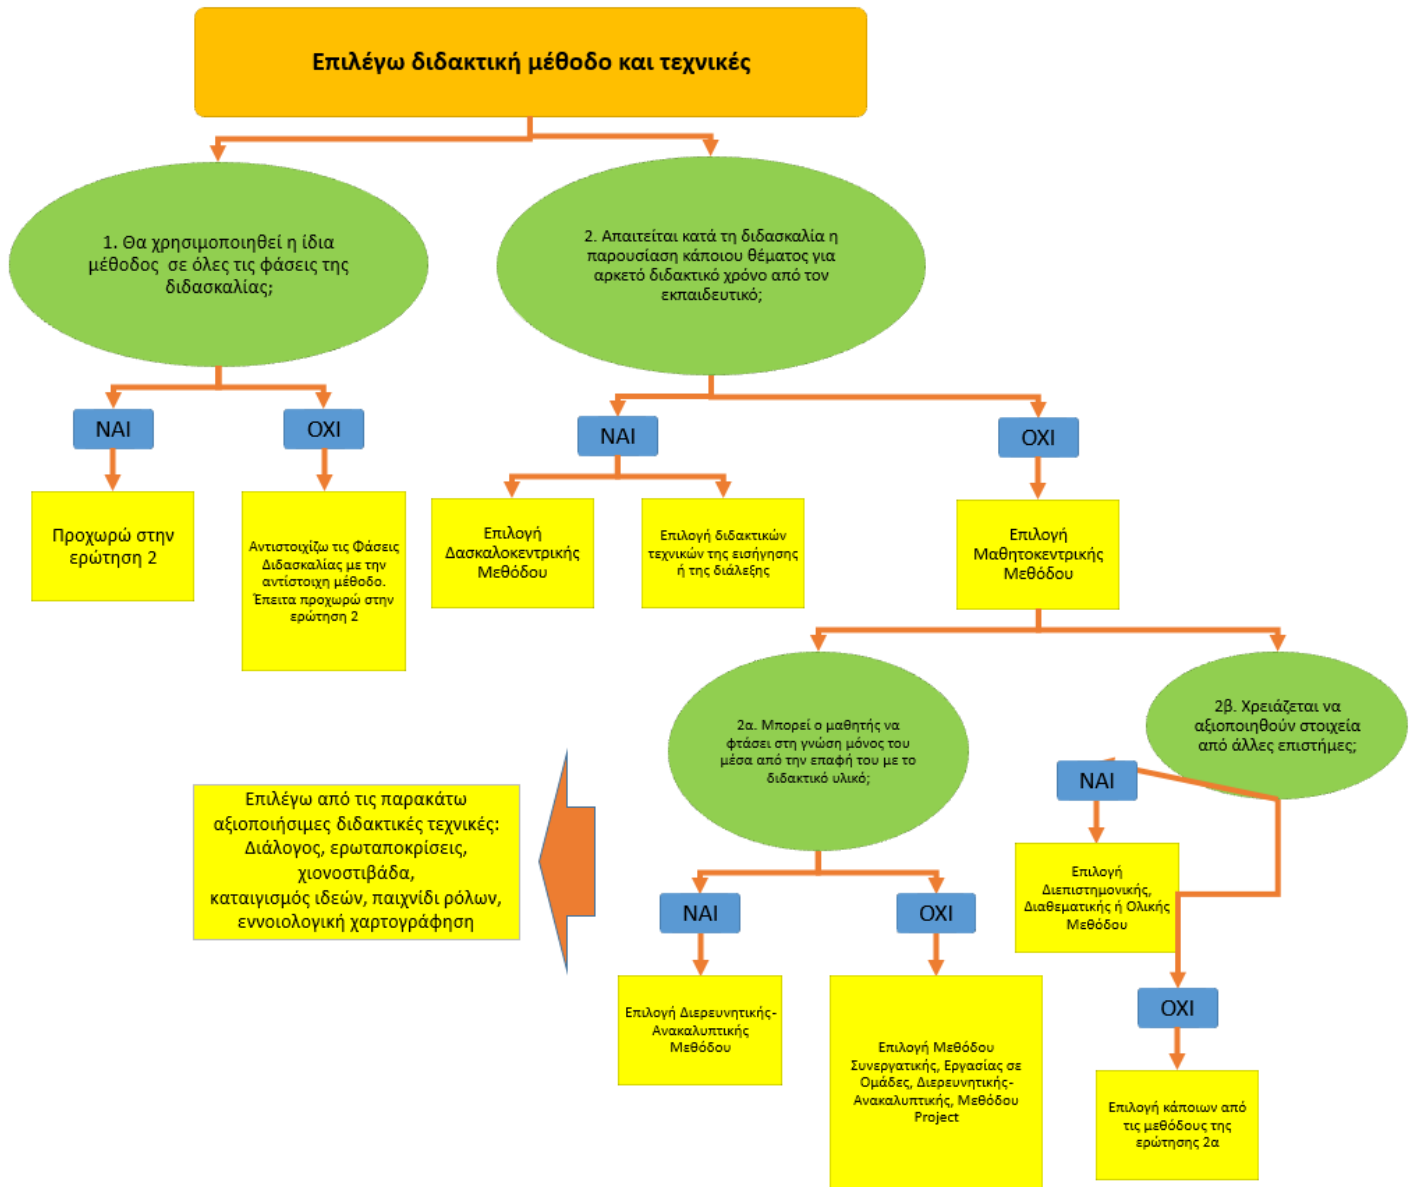 Επιλέγω διδακτική μέθοδο και τεχνικές
1. Θα χρησιμοποιηθεί η ίδια
μέθοδος σε όλες τις φάσεις της
διδασκαλίας;
2. Απαιτείται κατά τη διδασκαλία η
παρουσίαση κάποιου θέματος για
αρκετό διδακτικό χρόνο από τον
εκπαιδευτικό;
ΝΑΙ
ΟΧΙ
ΝΑΙ
ΟΧΙ
Προχωρώ στην
ερώτηση 2
Αντιστοιχίζω τις Φάσεις
Διδασκαλίας με την
αντίστοιχη μέθοδο.
Έπειτα προχωρώ στην
ερώτηση 2
Επιλογή
Δασκαλοκεντρικής
Μεθόδου
Επιλογή διδακτικών
τεχνικών της εισήγησης
ή της διάλεξης
Επιλογή
Μαθητοκεντρικής
Μεθόδου
2α. Μπορεί ο μαθητής να
φτάσει στη γνώση μόνος του
μέσα από την επαφή του με το
διδακτικό υλικό;
2β. Χρειάζεται να
αξιοποιηθούν στοιχεία
από άλλες επιστήμες;
ΝΑΙ
Επιλέγω από τις παρακάτω
αξιοποιήσιμες διδακτικές τεχνικές:
Διάλογος, ερωταποκρίσεις,
χιονοστιβάδα,
καταιγισμός ιδεών, παιχνίδι ρόλων,
εννοιολογική χαρτογράφηση
ΝΑΙ
ΟΧΙ
Επιλογή
Διεπιστημονικής,
Διαθεματικής ή Ολικής
Μεθόδου
ΟΧΙ
Επιλογή Διερευνητικής-
Ανακαλυπτικής
Μεθόδου
Επιλογή Μεθόδου
Συνεργατικής, Εργασίας σε
Ομάδες, Διερευνητικής-
Ανακαλυπτικής, Μεθόδου
Project
Επιλογή κάποιων από
τις μεθόδους της
ερώτησης 2α